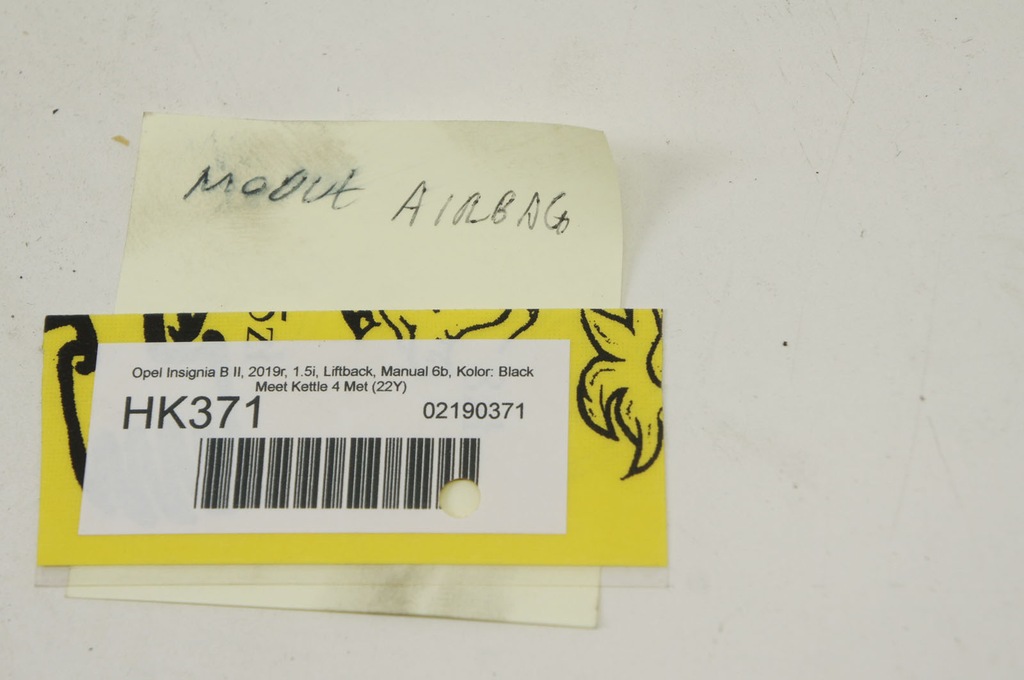 MODUŁ AIRBAG
Opel Insignia B II, 2019r, 1.5i, Liftback, Manual 6b, Kolor: Black
Meet Kettle 4 Met (22Y)
HK371 02190371